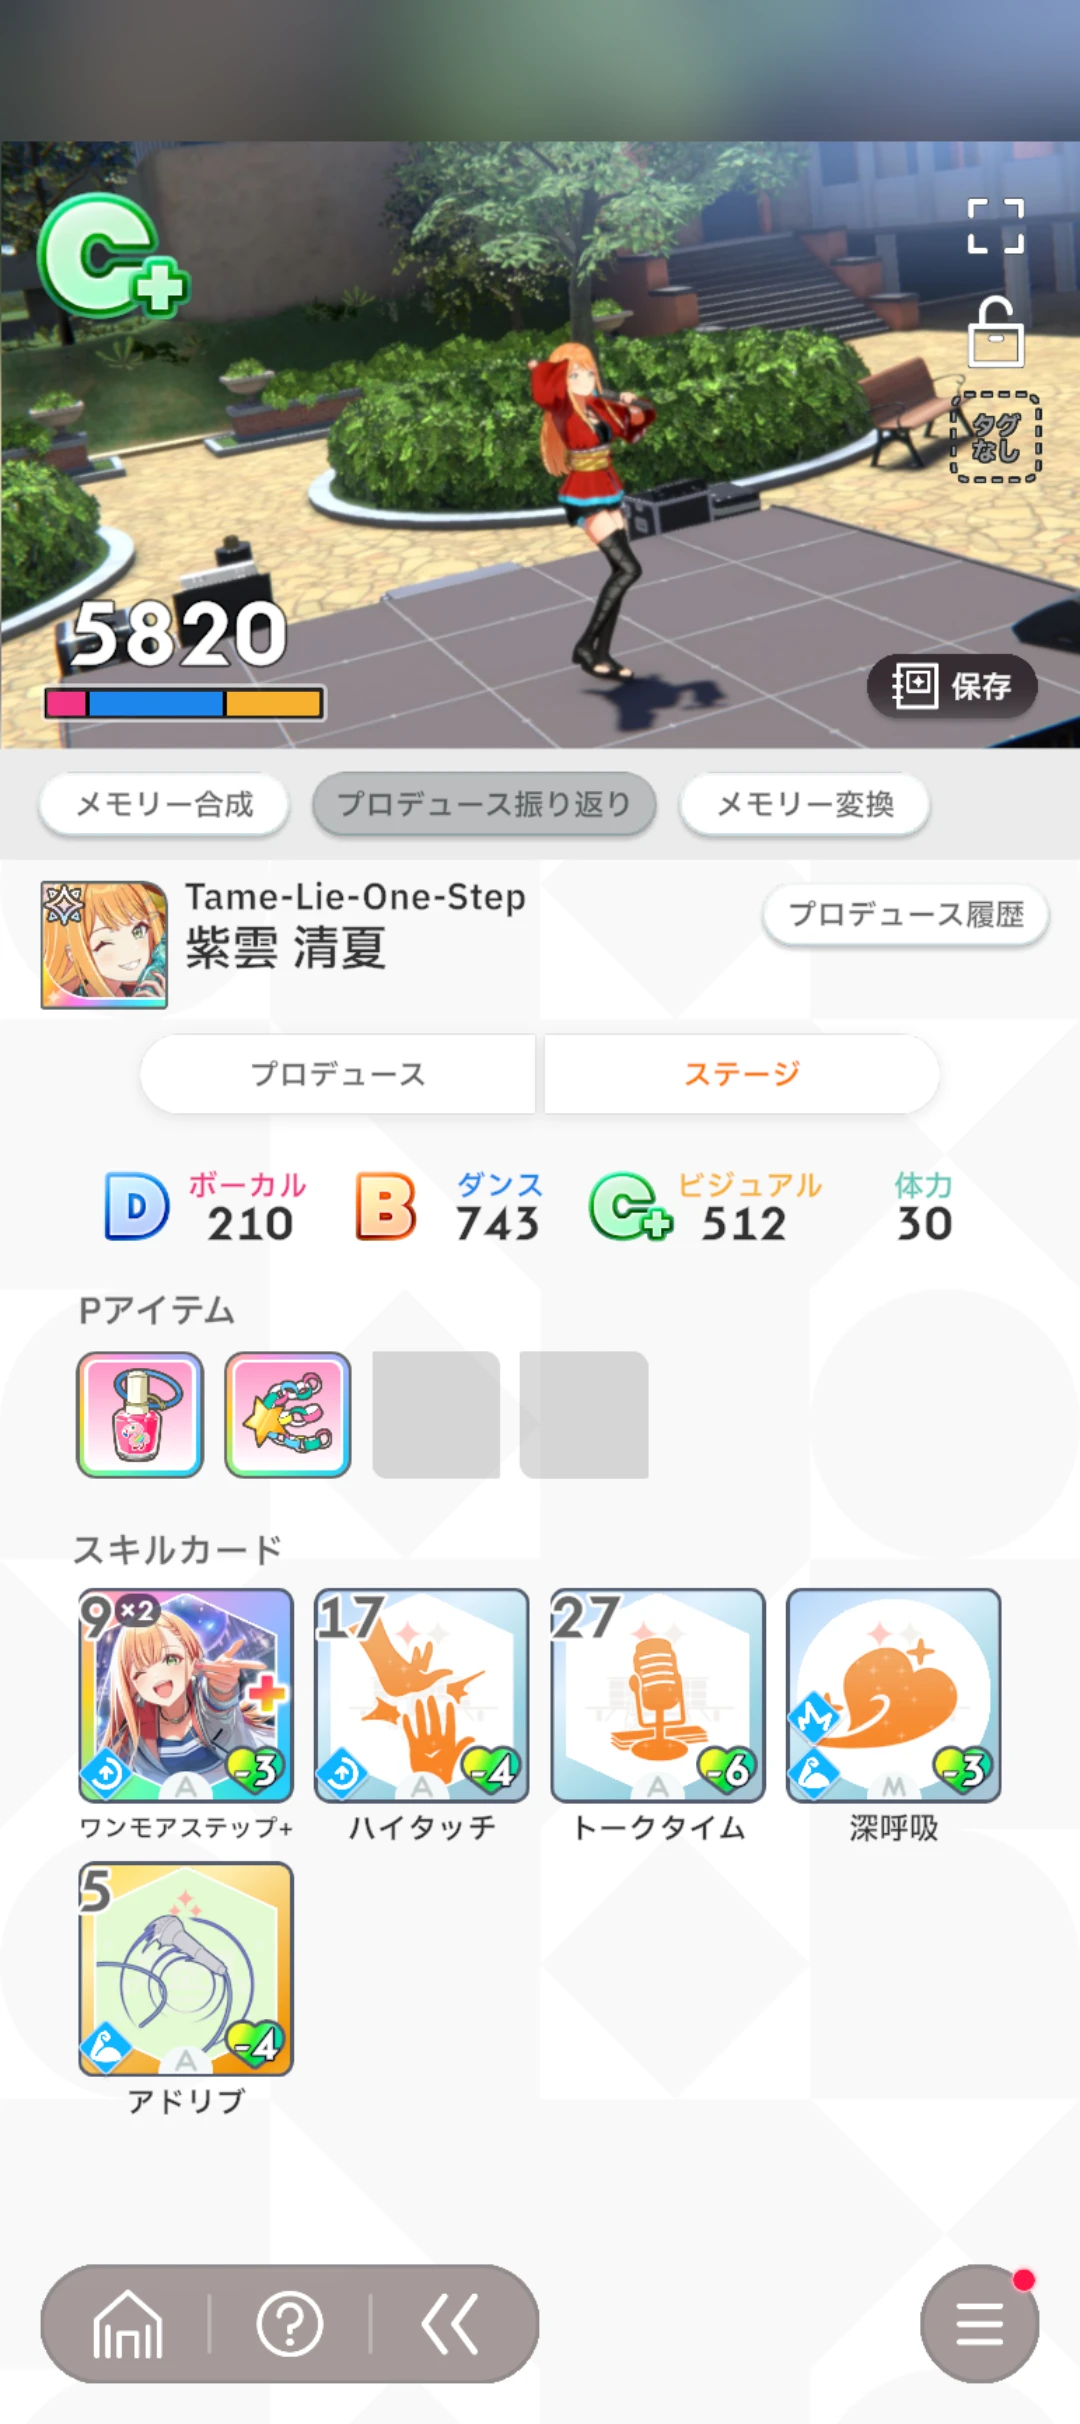 C+
タグ
なし
5820
保存
メモリー合成
プロデュース振り返り
メモリー変換
Tame-Lie-One-Step
紫雲 清夏
プロデュース履歴
プロデュース
ステージ
D ボーカル 210
B ダンス 743
C+ ビジュアル 512
体力 30
Pアイテム
スキルカード
9 ×2 + A -3
ワンモアステップ+
17 A -4
ハイタッチ
27 A -6
トークタイム
M -3
深呼吸
5 A -4
アドリブ